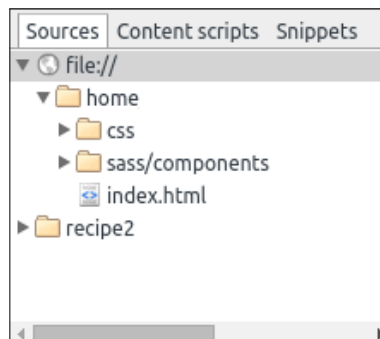 Sources Content scripts Snippets
file://
home
css
sass/components
index.html
recipe2